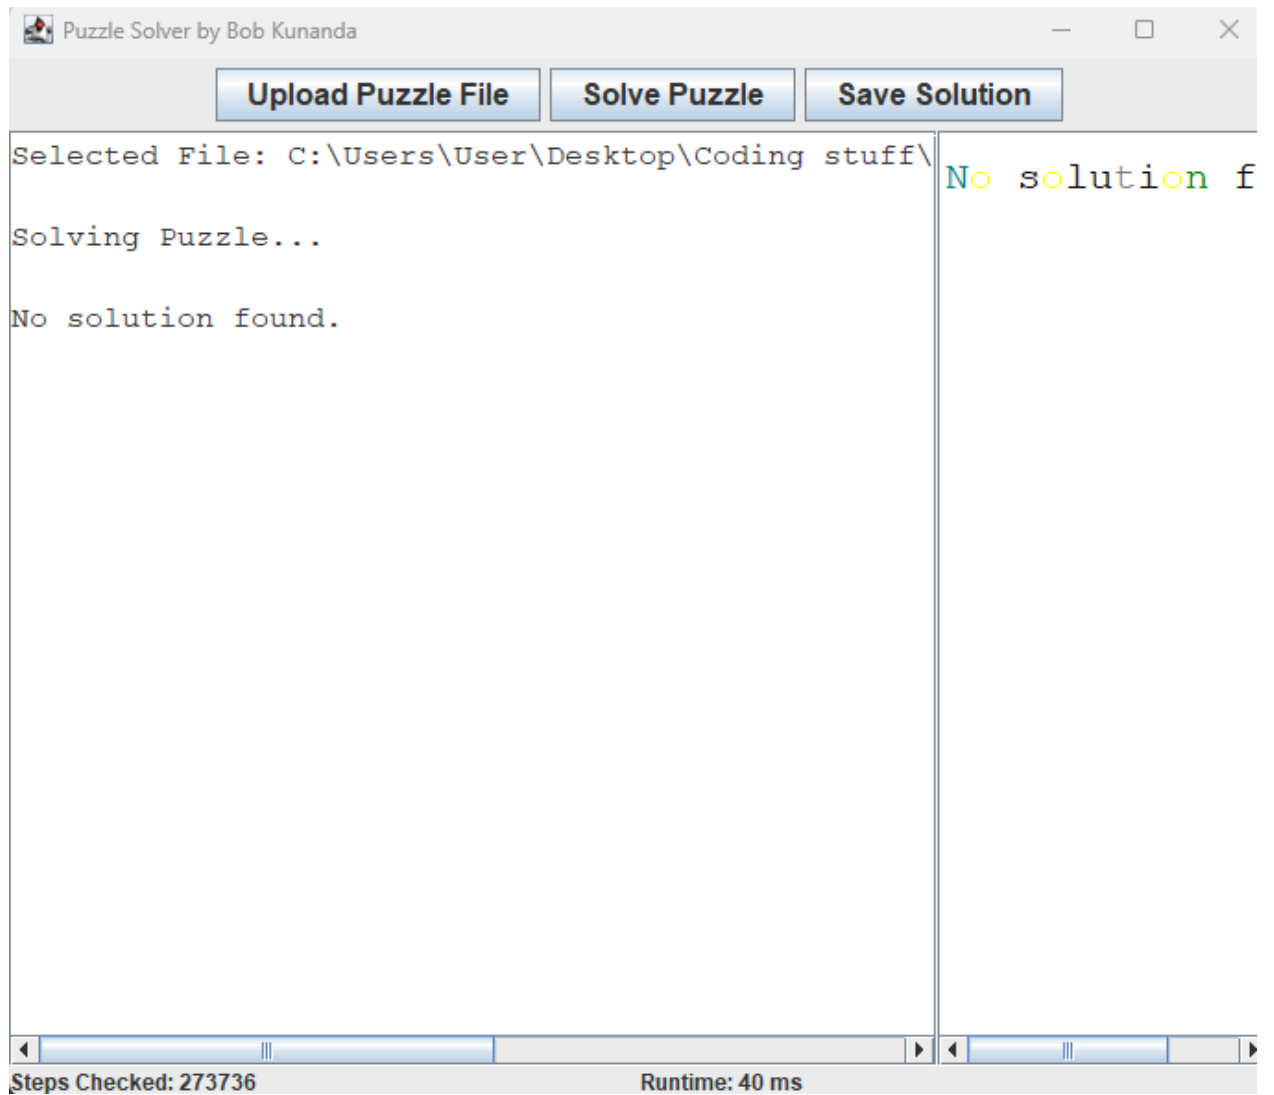 Puzzle Solver by Bob Kunanda
Upload Puzzle File
Solve Puzzle
Save Solution
Selected File: C:\Users\User\Desktop\Coding stuff\
Solving Puzzle...
No solution found.
No solution f
Steps Checked: 273736
Runtime: 40 ms